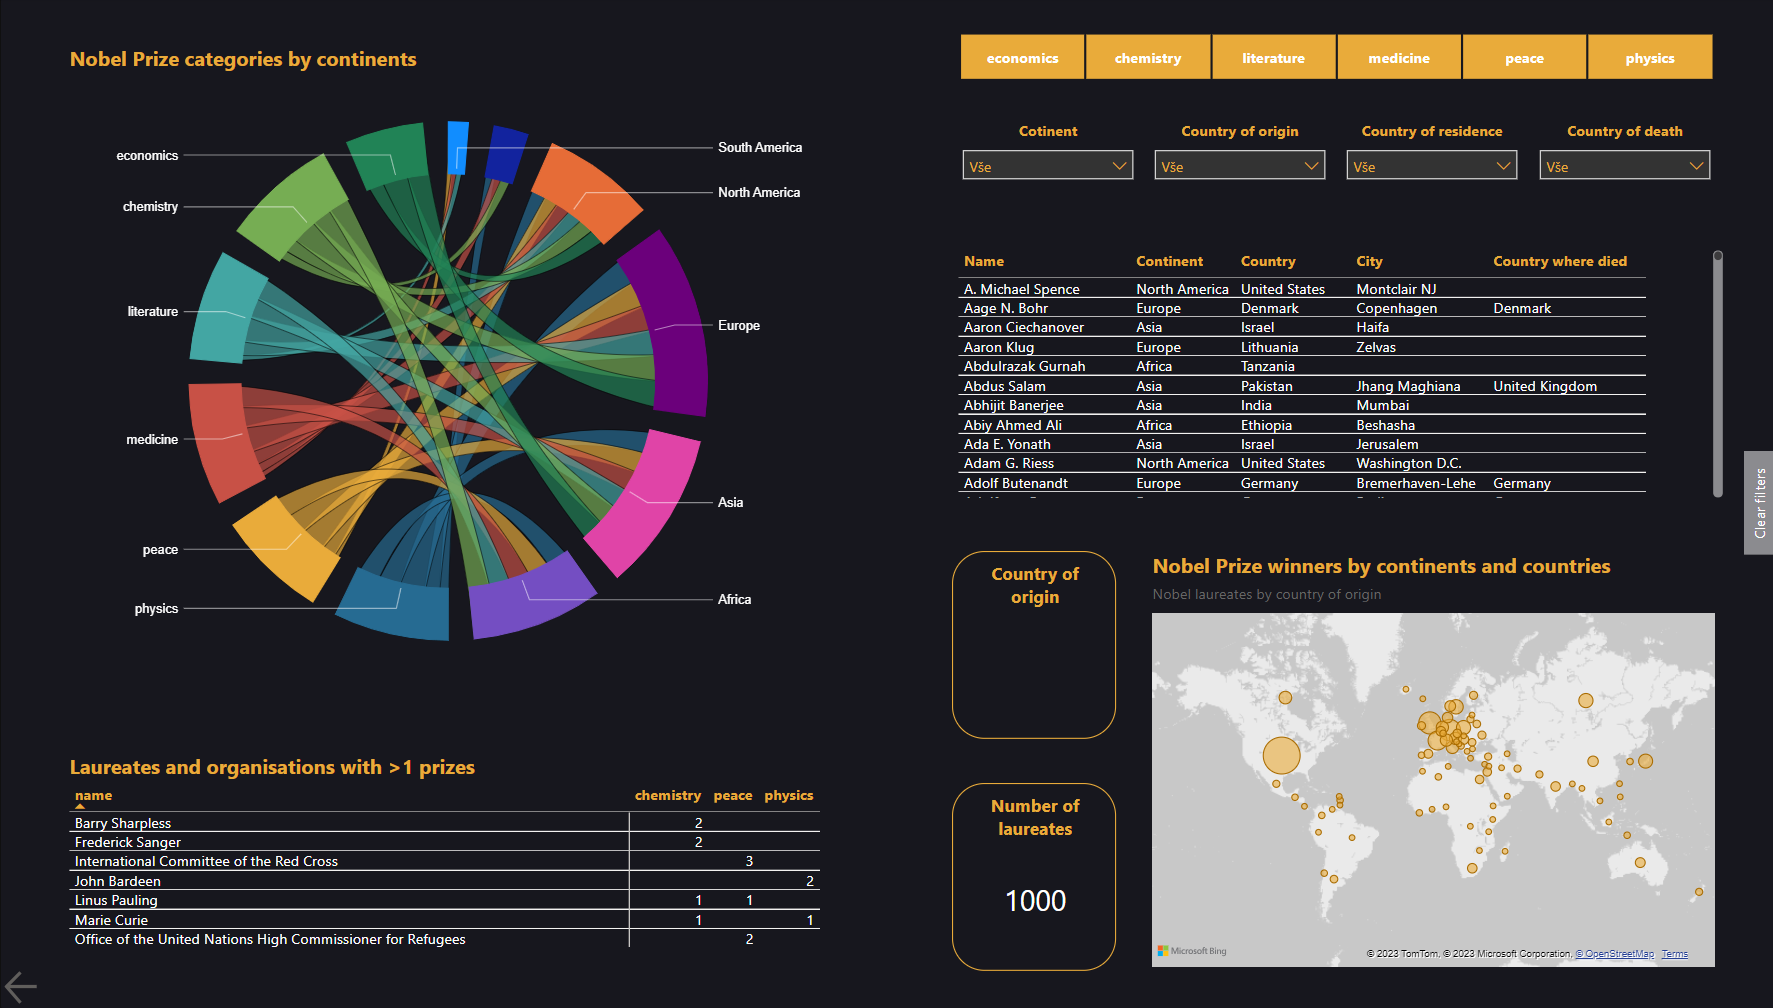 Nobel Prize categories by continents
economics
chemistry
literature
medicine
peace
physics
South America
North America
Europe
Asia
Africa
Laureates and organisations with >1 prizes
name chemistry peace physics
Barry Sharpless 2
Frederick Sanger 2
International Committee of the Red Cross 3
John Bardeen 2
Linus Pauling 1 1
Marie Curie 1 1
Office of the United Nations High Commissioner for Refugees 2
economics chemistry literature medicine peace physics
Cotinent Country of origin Country of residence Country of death
Vše Vše Vše Vše
Name Continent Country City Country where died
A. Michael Spence North America United States Montclair NJ
Aage N. Bohr Europe Denmark Copenhagen Denmark
Aaron Ciechanover Asia Israel Haifa
Aaron Klug Europe Lithuania Zelvas
Abdulrazak Gurnah Africa Tanzania
Abdus Salam Asia Pakistan Jhang Maghiana United Kingdom
Abhijit Banerjee Asia India Mumbai
Abiy Ahmed Ali Africa Ethiopia Beshasha
Ada E. Yonath Asia Israel Jerusalem
Adam G. Riess North America United States Washington D.C.
Adolf Butenandt Europe Germany Bremerhaven-Lehe Germany
Clear filters
Country of
origin
Number of
laureates
1000
Nobel Prize winners by continents and countries
Nobel laureates by country of origin
Microsoft Bing
© 2023 TomTom, © 2023 Microsoft Corporation, © OpenStreetMap Terms